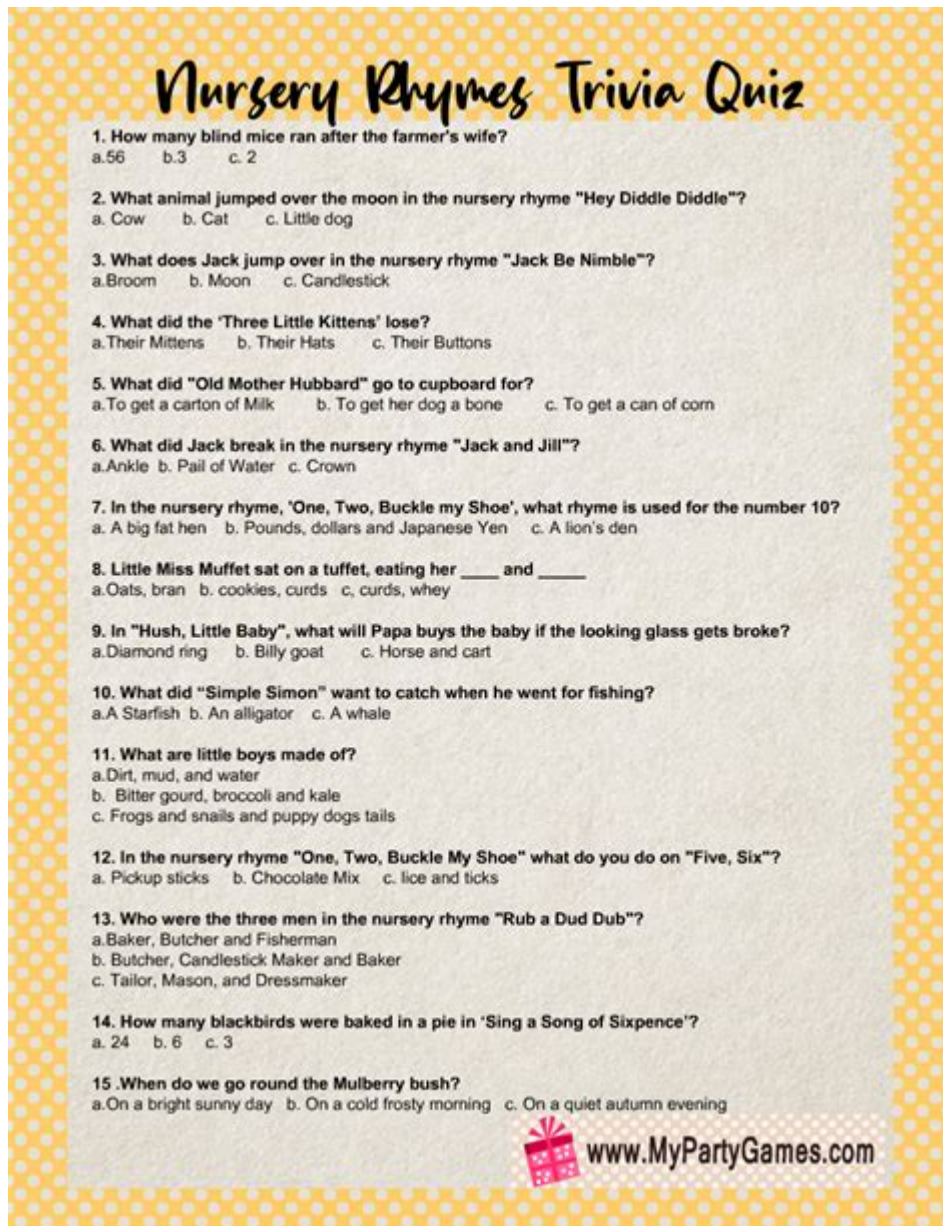 Nursery Rhymes Trivia Quiz
1. How many blind mice ran after the farmer's wife?
a.56 b.3 c. 2
2. What animal jumped over the moon in the nursery rhyme "Hey Diddle Diddle"?
a. Cow b. Cat c. Little dog
3. What does Jack jump over in the nursery rhyme "Jack Be Nimble"?
a.Broom b. Moon c. Candlestick
4. What did the ‘Three Little Kittens’ lose?
a.Their Mittens b. Their Hats c. Their Buttons
5. What did "Old Mother Hubbard" go to cupboard for?
a.To get a carton of Milk b. To get her dog a bone c. To get a can of corn
6. What did Jack break in the nursery rhyme "Jack and Jill"?
a.Ankle b. Pail of Water c. Crown
7. In the nursery rhyme, 'One, Two, Buckle my Shoe', what rhyme is used for the number 10?
a. A big fat hen b. Pounds, dollars and Japanese Yen c. A lion's den
8. Little Miss Muffet sat on a tuffet, eating her ____ and _____
a.Oats, bran b. cookies, curds c, curds, whey
9. In "Hush, Little Baby", what will Papa buys the baby if the looking glass gets broke?
a.Diamond ring b. Billy goat c. Horse and cart
10. What did “Simple Simon” want to catch when he went for fishing?
a.A Starfish b. An alligator c. A whale
11. What are little boys made of?
a.Dirt, mud, and water
b. Bitter gourd, broccoli and kale
c. Frogs and snails and puppy dogs tails
12. In the nursery rhyme "One, Two, Buckle My Shoe" what do you do on "Five, Six"?
a. Pickup sticks b. Chocolate Mix c. lice and ticks
13. Who were the three men in the nursery rhyme "Rub a Dud Dub"?
a.Baker, Butcher and Fisherman
b. Butcher, Candlestick Maker and Baker
c. Tailor, Mason, and Dressmaker
14. How many blackbirds were baked in a pie in ‘Sing a Song of Sixpence’?
a. 24 b. 6 c. 3
15 .When do we go round the Mulberry bush?
a.On a bright sunny day b. On a cold frosty morning c. On a quiet autumn evening
www.MyPartyGames.com